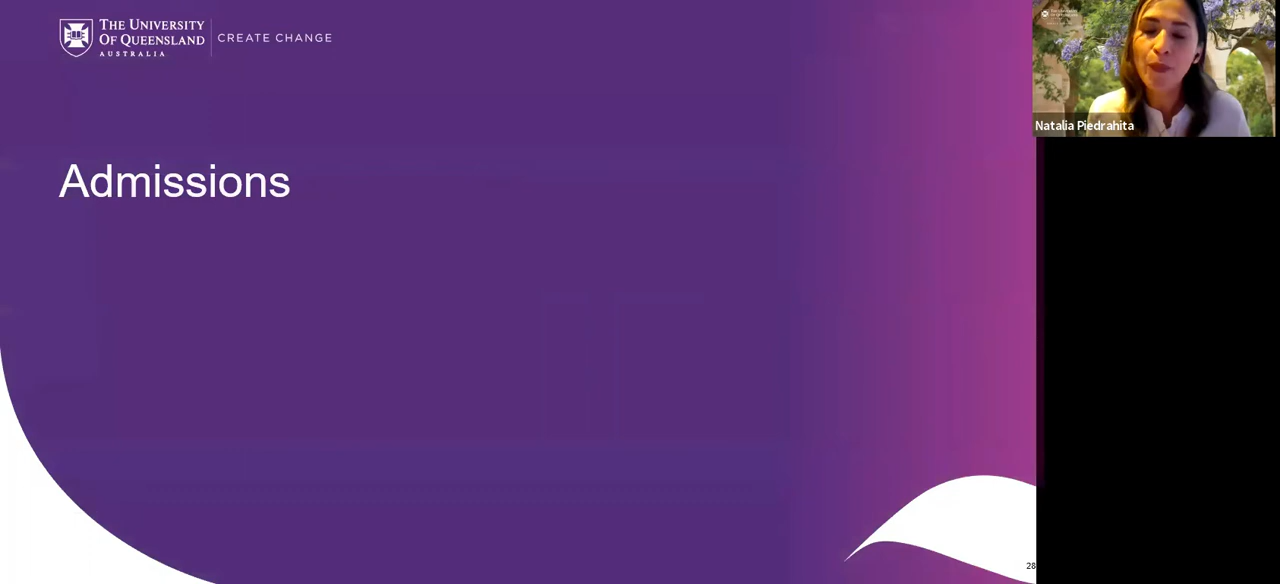 THE UNIVERSITY
OF QUEENSLAND
AUSTRALIA
CREATE CHANGE
Admissions
Natalia Piedrahita
28